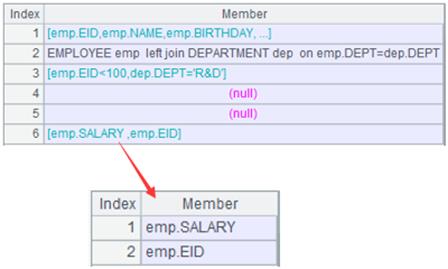 Index Member
1 [emp.EID,emp.NAME,emp.BIRTHDAY, ...]
2 EMPLOYEE emp left join DEPARTMENT dep on emp.DEPT=dep.DEPT
3 [emp.EID<100,dep.DEPT='R&D']
4 (null)
5 (null)
6 [emp.SALARY ,emp.EID]
Index Member
1 emp.SALARY
2 emp.EID